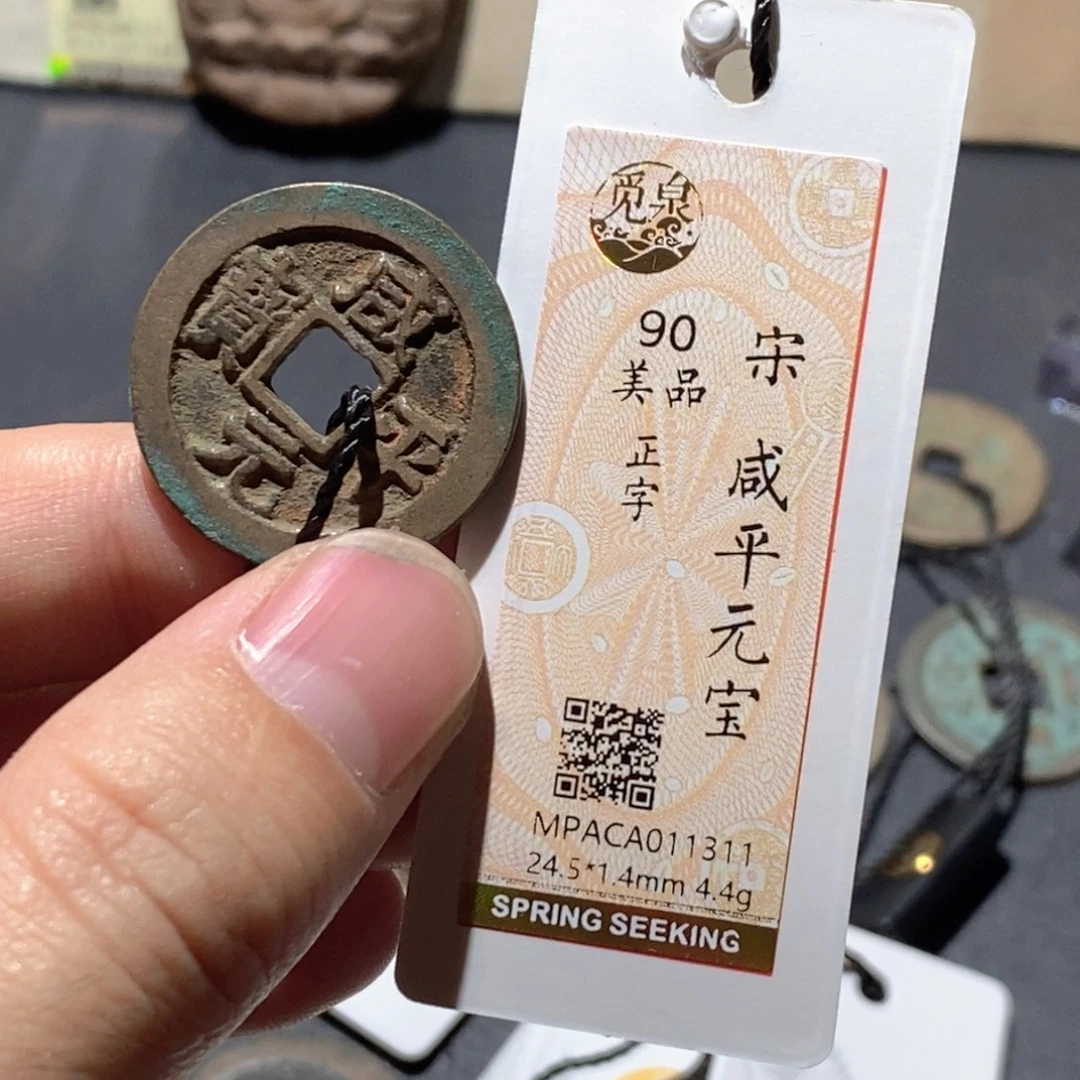 咸平元寳
觅泉
90
美品
正字
宋 咸平元宝
MPACA011311
24.5*1.4mm 4.4g
SPRING SEEKING